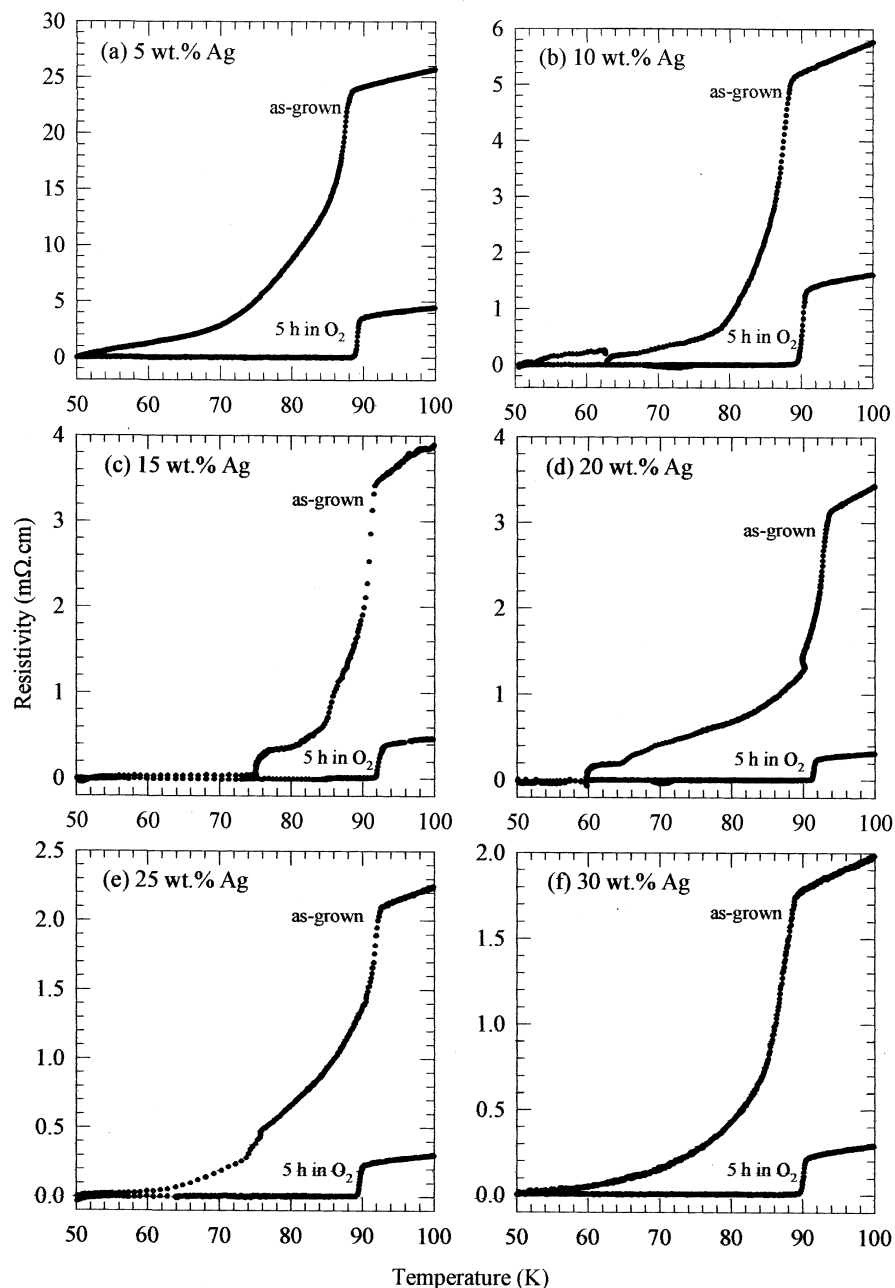 (a) 5 wt.% Ag
as-grown
5 h in O2
30
25
20
15
10
5
0
50 60 70 80 90 100
(b) 10 wt.% Ag
as-grown
5 h in O2
6
5
4
3
2
1
0
50 60 70 80 90 100
(c) 15 wt.% Ag
as-grown
5 h in O2
4
3
2
1
0
50 60 70 80 90 100
(d) 20 wt.% Ag
as-grown
5 h in O2
4
3
2
1
0
50 60 70 80 90 100
Resistivity (mΩ.cm)
(e) 25 wt.% Ag
as-grown
5 h in O2
2.5
2.0
1.5
1.0
0.5
0.0
50 60 70 80 90 100
(f) 30 wt.% Ag
as-grown
5 h in O2
2.0
1.5
1.0
0.5
0.0
50 60 70 80 90 100
Temperature (K)